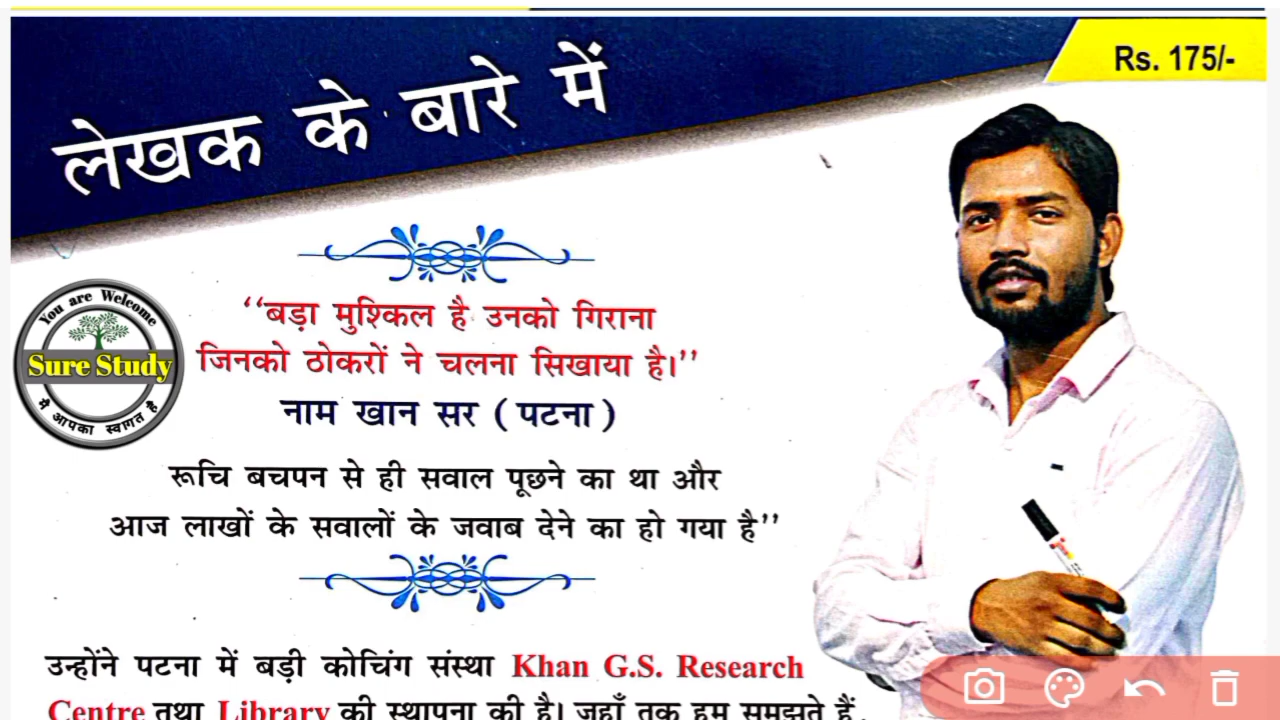 Rs. 175/-
लेखक के बारे में
‘‘बड़ा मुश्किल है उनको गिराना
जिनको ठोकरों ने चलना सिखाया है।’’
नाम खान सर ( पटना )
You are Welcome
Sure Study
मै आपका स्वागत है
रूचि बचपन से ही सवाल पूछने का था और
आज लाखों के सवालों के जवाब देने का हो गया है’’
उन्होंने पटना में बड़ी कोचिंग संस्था Khan G.S. Research
Centre तथा Library की स्थापना की है। जहाँ तक हम समझते हैं,